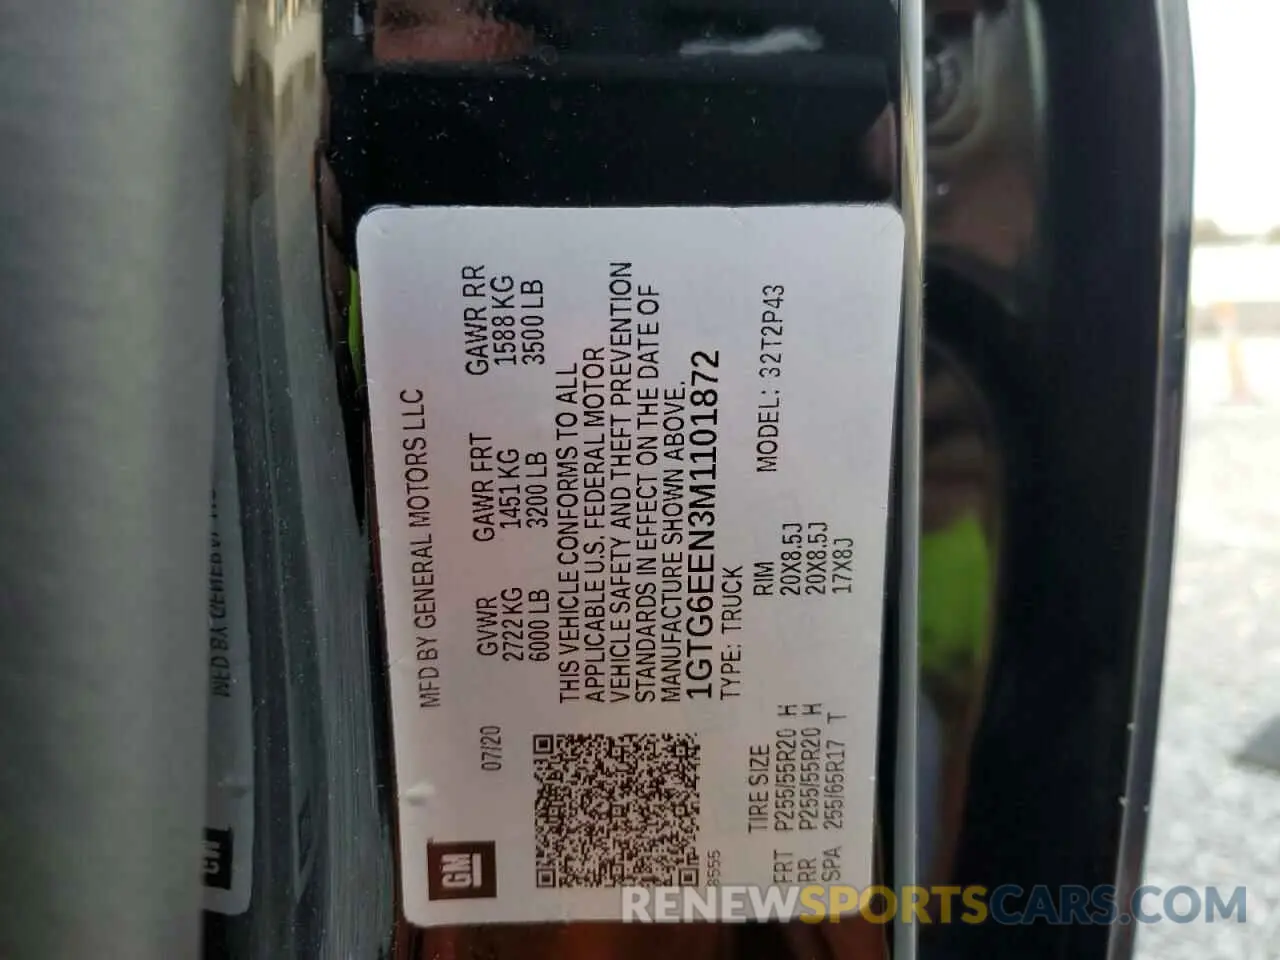 MFD BY GENERAL MOTORS LLC
07/20
GVWR GAWR FRT GAWR RR
2722 KG 1451 KG 1588 KG
6000 LB 3200 LB 3500 LB
THIS VEHICLE CONFORMS TO ALL
APPLICABLE U.S. FEDERAL MOTOR
VEHICLE SAFETY AND THEFT PREVENTION
STANDARDS IN EFFECT ON THE DATE OF
MANUFACTURE SHOWN ABOVE.
1GTG6EEN3M1101872
TYPE: TRUCK
MODEL: 32T2P43
GM
8555
TIRE SIZE RIM
FRT P255/55R20 H 20X8.5J
RR P255/55R20 H 20X8.5J
SPA 255/65R17 T 17X8J
RENEWSPORTSCARS.COM